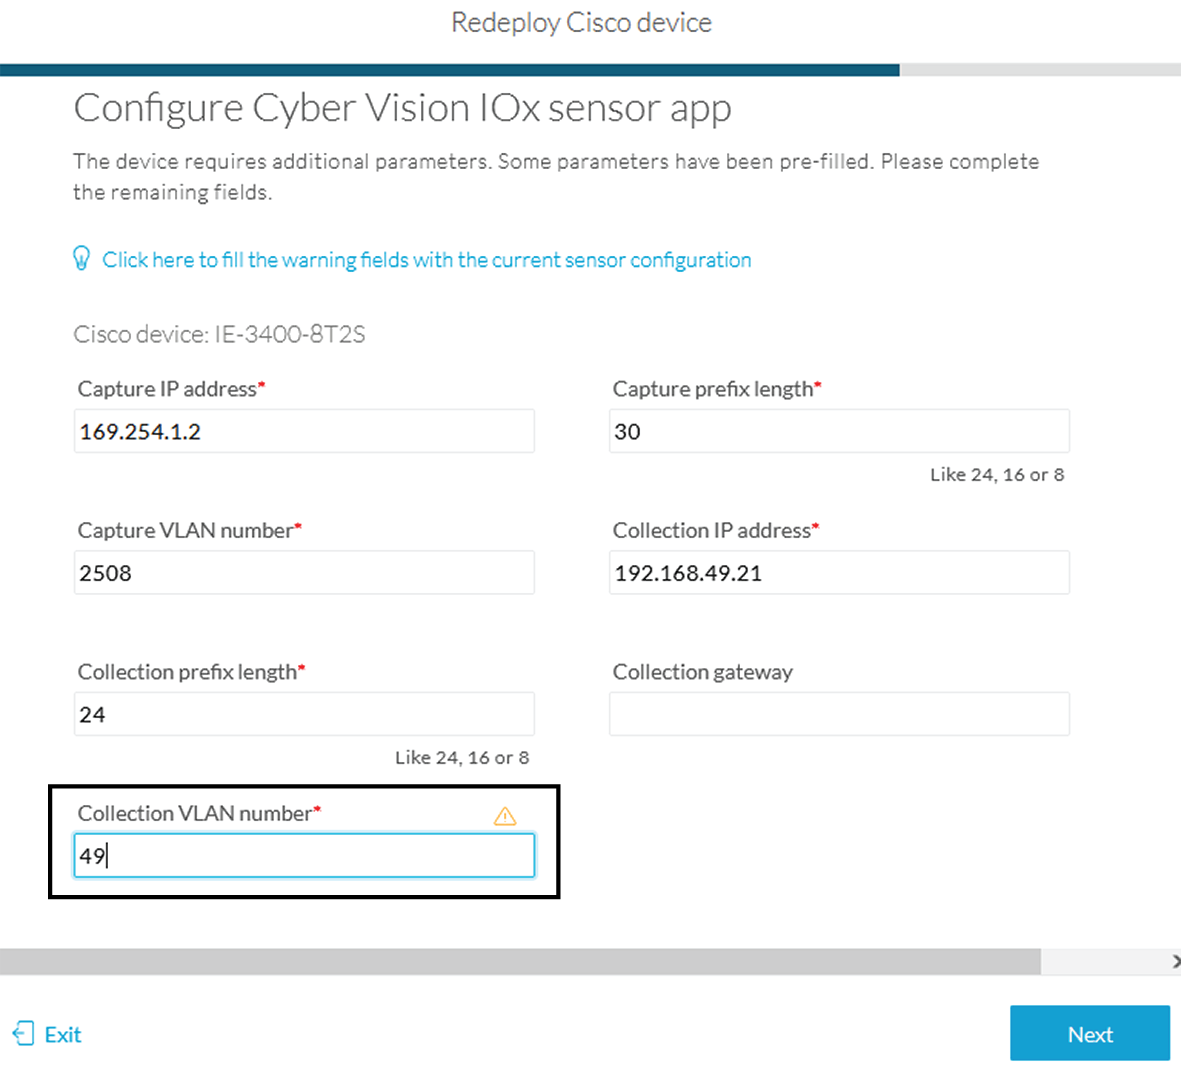 Redeploy Cisco device
Configure Cyber Vision IOx sensor app
The device requires additional parameters. Some parameters have been pre-filled. Please complete
the remaining fields.
Click here to fill the warning fields with the current sensor configuration
Cisco device: IE-3400-8T2S
Capture IP address*
169.254.1.2
Capture prefix length*
30
Like 24, 16 or 8
Capture VLAN number*
2508
Collection IP address*
192.168.49.21
Collection prefix length*
24
Like 24, 16 or 8
Collection gateway
Collection VLAN number*
49
Exit
Next